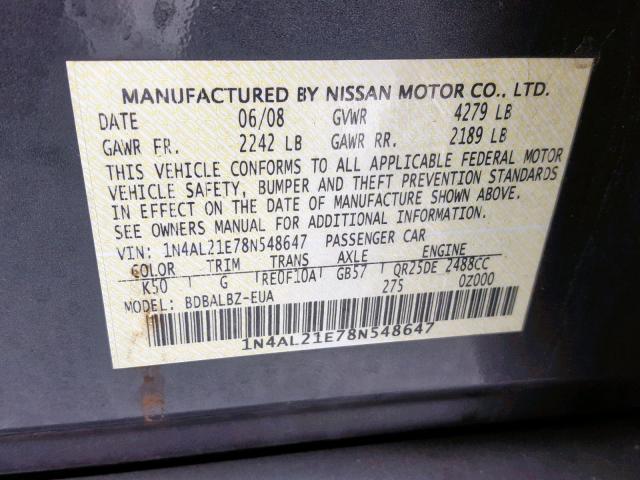 MANUFACTURED BY NISSAN MOTOR CO., LTD.
DATE 06/08 GVWR 4279 LB
GAWR FR. 2242 LB GAWR RR. 2189 LB
THIS VEHICLE CONFORMS TO ALL APPLICABLE FEDERAL MOTOR
VEHICLE SAFETY, BUMPER AND THEFT PREVENTION STANDARDS
IN EFFECT ON THE DATE OF MANUFACTURE SHOWN ABOVE.
SEE OWNERS MANUAL FOR ADDITIONAL INFORMATION
VIN: 1N4AL21E78N548647 PASSENGER CAR
COLOR TRIM TRANS AXLE ENGINE
K50 G RE0F10A GB57 QR25DE 2488CC
MODEL: BDBALBZ-EUA 275 0Z000
1N4AL21E78N548647